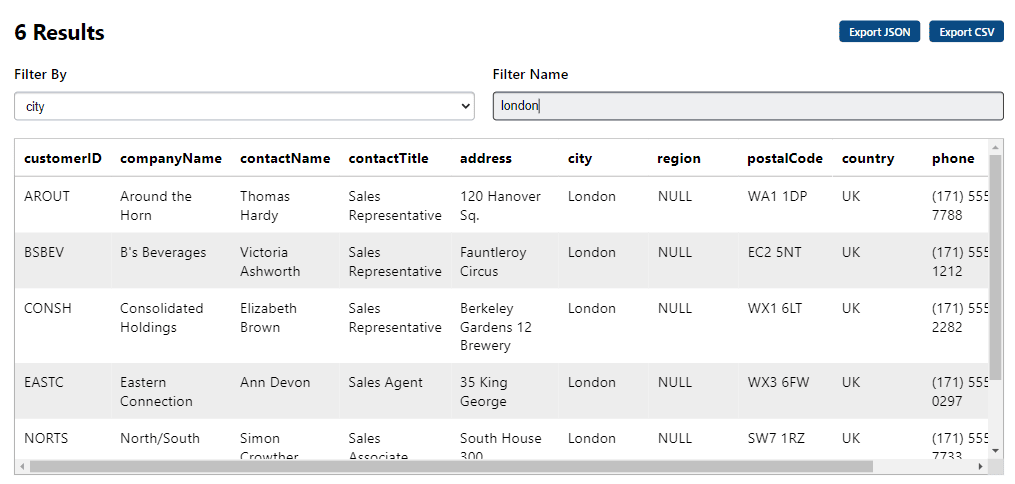 6 Results
Export JSON Export CSV
Filter By Filter Name
city london
customerID companyName contactName contactTitle address city region postalCode country phone
AROUT Around the Thomas Sales 120 Hanover London NULL WA1 1DP UK (171) 555
Horn Hardy Representative Sq. 7788
BSBEV B's Beverages Victoria Sales Fauntleroy London NULL EC2 5NT UK (171) 555
Ashworth Representative Circus 1212
CONSH Consolidated Elizabeth Sales Berkeley London NULL WX1 6LT UK (171) 555
Holdings Brown Representative Gardens 12 2282
Brewery
EASTC Eastern Ann Devon Sales Agent 35 King London NULL WX3 6FW UK (171) 555
Connection George 0297
NORTS North/South Simon Sales South House London NULL SW7 1RZ UK (171) 555
Crowther Associate 300 7733